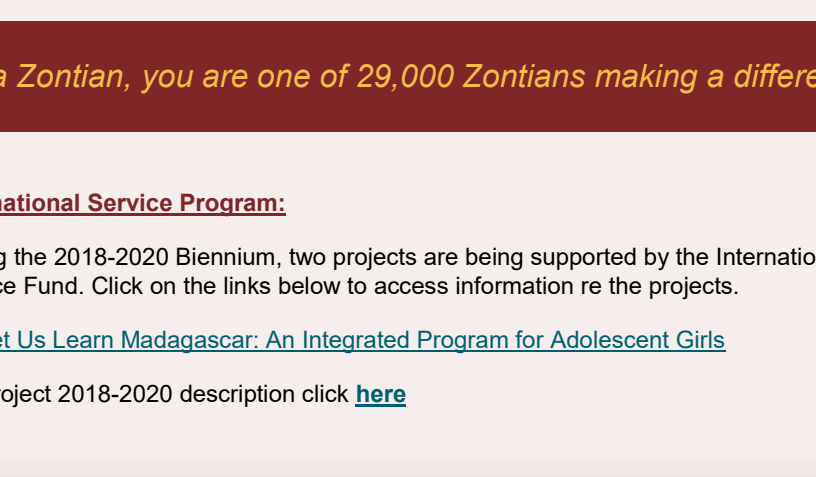 a Zontian, you are one of 29,000 Zontians making a differe
national Service Program:
g the 2018-2020 Biennium, two projects are being supported by the Internatio
ce Fund. Click on the links below to access information re the projects.
et Us Learn Madagascar: An Integrated Program for Adolescent Girls
roject 2018-2020 description click here